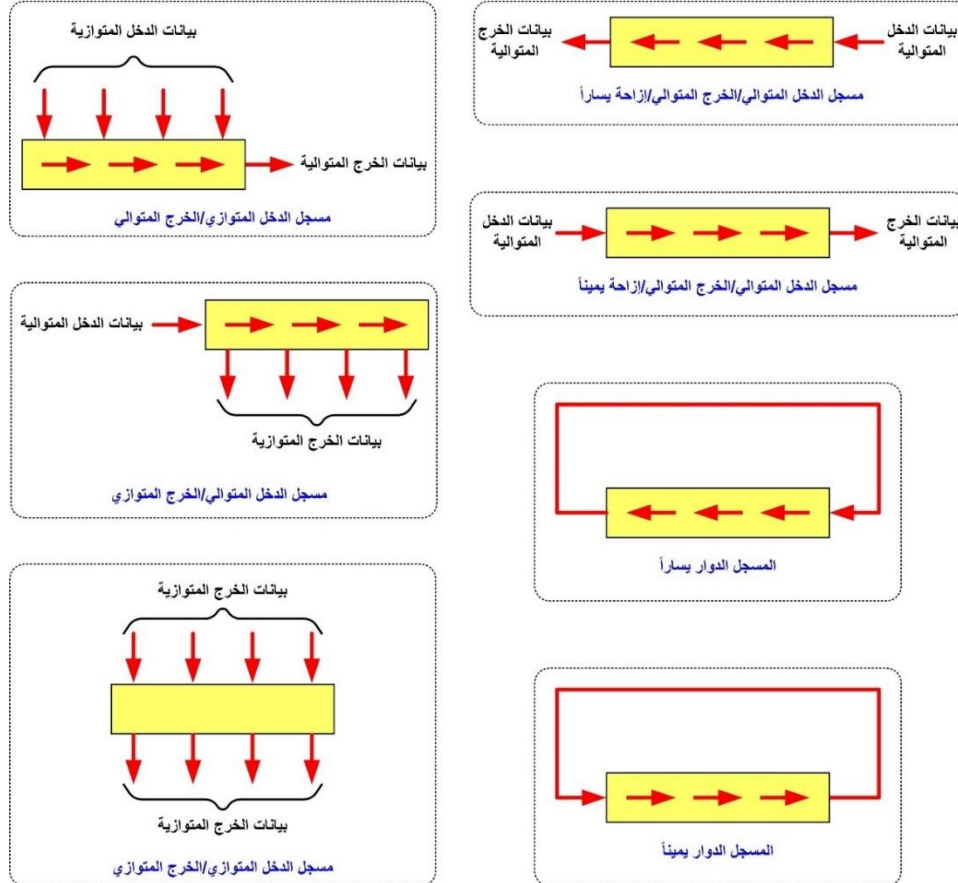 بيانات الدخل المتوازية
بيانات الخرج المتوالية
مسجل الدخل المتوازي/الخرج المتوالي
بيانات الخرج
المتوالية
بيانات الدخل
المتوالية
مسجل الدخل المتوالي/الخرج المتوالي/إزاحة يساراً
بيانات الدخل
المتوالية
بيانات الخرج
المتوالية
مسجل الدخل المتوالي/الخرج المتوالي/إزاحة يميناً
بيانات الدخل المتوالية
بيانات الخرج المتوازية
مسجل الدخل المتوالي/الخرج المتوازي
المسجل الدوار يساراً
بيانات الخرج المتوازية
بيانات الخرج المتوازية
مسجل الدخل المتوازي/الخرج المتوازي
المسجل الدوار يميناً